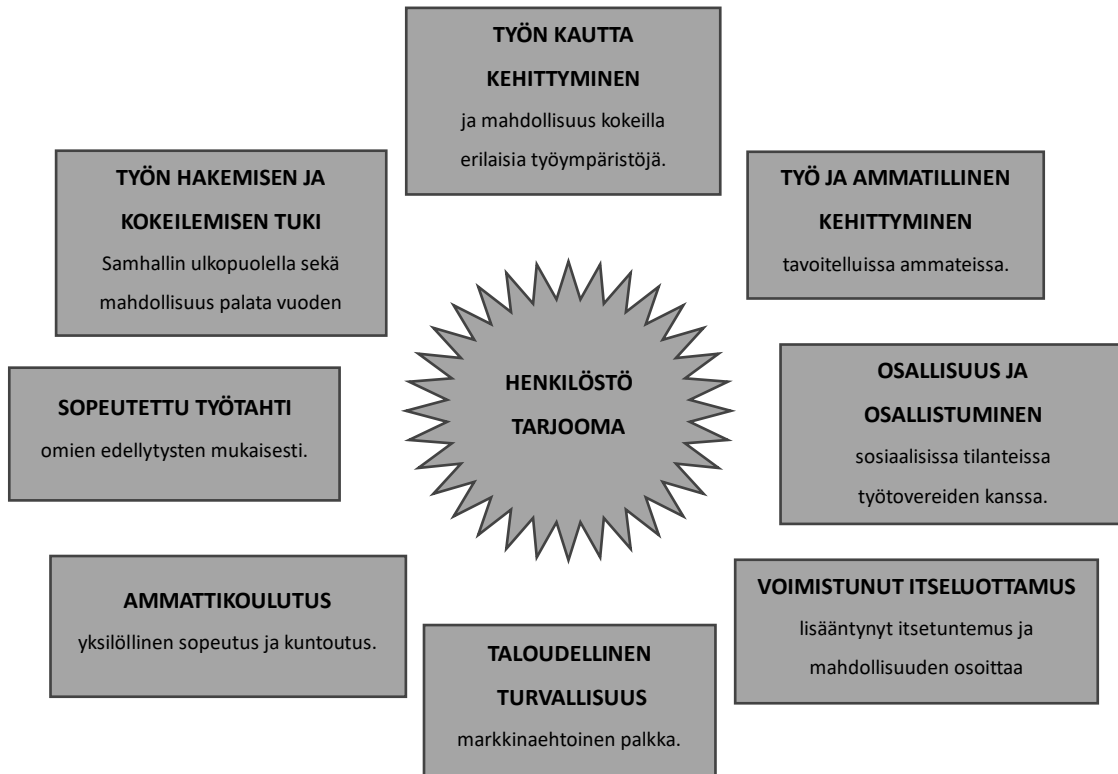 TYÖN KAUTTA
KEHITTYMINEN
ja mahdollisuus kokeilla
erilaisia työympäristöjä.
TYÖN HAKEMISEN JA
KOKEILEMISEN TUKI
Samhallin ulkopuolella sekä
mahdollisuus palata vuoden
TYÖ JA AMMATILLINEN
KEHITTYMINEN
tavoitelluissa ammateissa.
HENKILÖSTÖ
TARJOOMA
SOPEUTETTU TYÖTAHTI
omien edellytysten mukaisesti.
OSALLISUUS JA
OSALLISTUMINEN
sosiaalisissa tilanteissa
työtovereiden kanssa.
AMMATTIKOULUTUS
yksilöllinen sopeutus ja kuntoutus.
TALOUDELLINEN
TURVALLISUUS
markkinaehtoinen palkka.
VOIMISTUNUT ITSELUOTTAMUS
lisääntynyt itsetuntemus ja
mahdollisuuden osoittaa